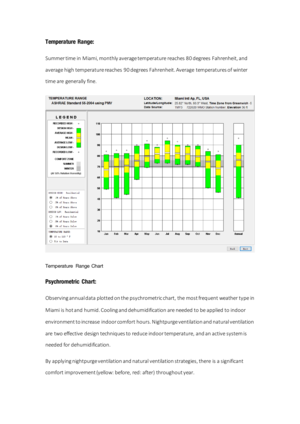 Temperature Range:
Summer time in Miami, monthly average temperature reaches 80 degrees Fahrenheit, and
average high temperature reaches 90 degrees Fahrenheit. Average temperatures of winter
time are generally fine.
TEMPERATURE RANGE
ASHRAE Standard 55-2004 using PMV
LOCATION:
Miami Intl Ap, FL, USA
Latitude/Longitude:
Data Source:
LEGEND
RECORDED HIGH
DESIGN HIGH
AVERAGE HIGH
MEAN
AVERAGE LOW
DESIGN LOW
RECORDED LOW
COMFORT ZONE
SUMMER
WINTER
Jan Feb Mar Apr May Jun Jul Aug Sep Oct Nov Dec Annual
Temperature Range Chart
Psychometric Chart:
Observing annual data plotted on the psychrometric chart, the most frequent weather type in
Miami is hot and humid. Cooling and dehumidification are needed to be applied to indoor
environment to increase indoor comfort hours. Night purge ventilation and natural ventilation
are two effective design techniques to reduce indoor temperature, and an active system is
needed for dehumidification.
By applying night purge ventilation and natural ventilation strategies, there is a significant
comfort improvement (yellow: before, red: after) throughout year.